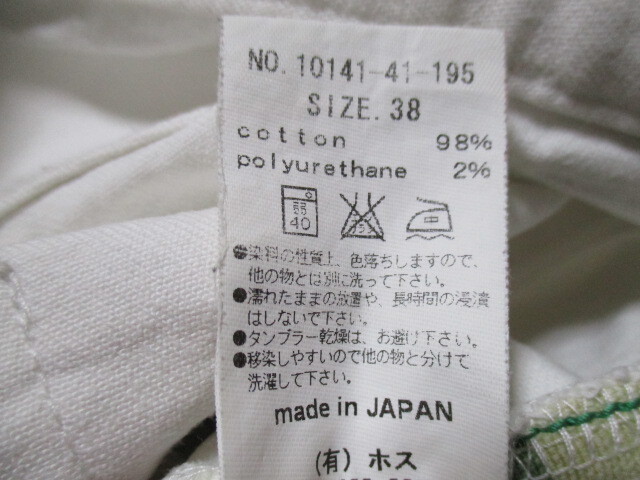 NO. 10141-41-195
SIZE. 38
cotton 98%
polyurethane 2%
弱
40
●染料の性質上、色落ちしますので、
他の物とは別に洗って下さい。
●濡れたままの放置や、長時間の浸漬
はしないで下さい。
●タンブラー乾燥は、お避け下さい。
●移染しやすいので他の物と分けて
洗濯して下さい。
made in JAPAN
(有) ホス